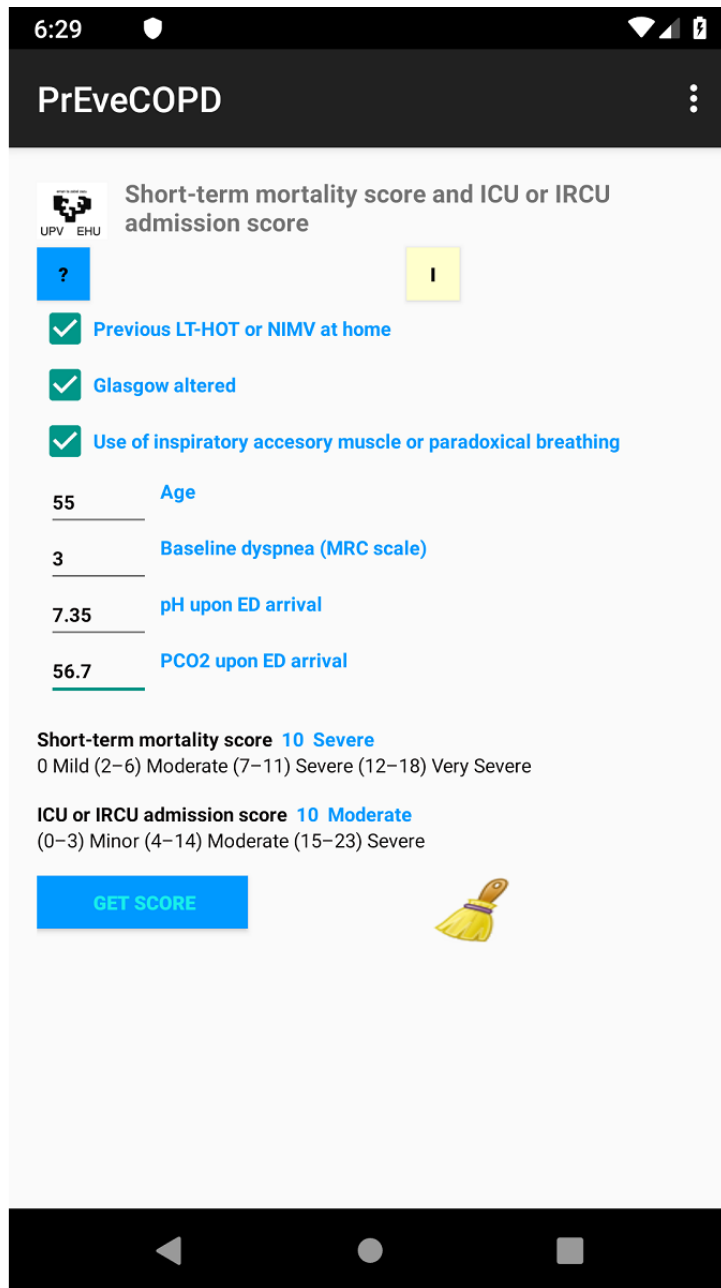 6:29
PrEveCOPD
Short-term mortality score and ICU or IRCU
admission score
UPV EHU
? I
Previous LT-HOT or NIMV at home
Glasgow altered
Use of inspiratory accesory muscle or paradoxical breathing
55 Age
3 Baseline dyspnea (MRC scale)
7.35 pH upon ED arrival
56.7 PCO2 upon ED arrival
Short-term mortality score 10 Severe
0 Mild (2–6) Moderate (7–11) Severe (12–18) Very Severe
ICU or IRCU admission score 10 Moderate
(0–3) Minor (4–14) Moderate (15–23) Severe
GET SCORE